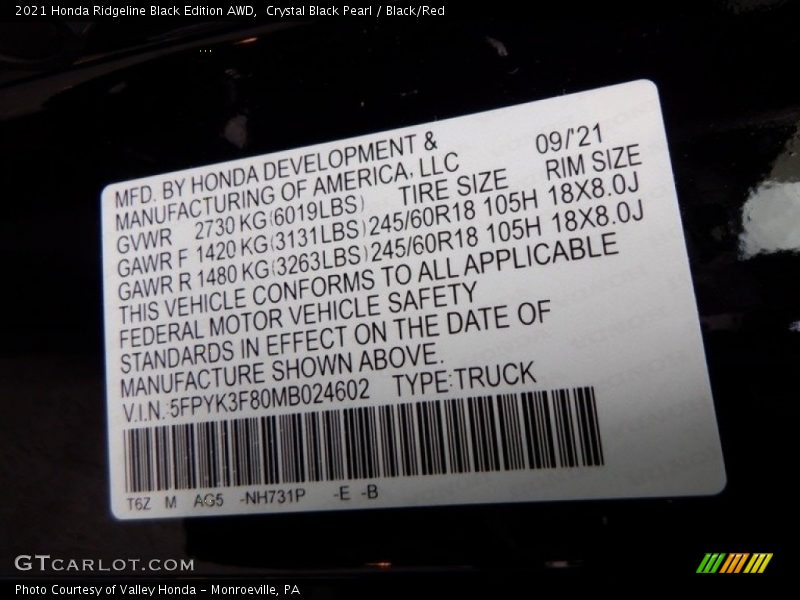 2021 Honda Ridgeline Black Edition AWD,  Crystal Black Pearl / Black/Red
MFD. BY HONDA DEVELOPMENT & 09/'21
MANUFACTURING OF AMERICA, LLC
GVWR 2730 KG(6019LBS) TIRE SIZE RIM SIZE
GAWR F 1420 KG(3131LBS) 245/60R18 105H 18X8.0J
GAWR R 1480 KG(3263LBS) 245/60R18 105H 18X8.0J
THIS VEHICLE CONFORMS TO ALL APPLICABLE
FEDERAL MOTOR VEHICLE SAFETY
STANDARDS IN EFFECT ON THE DATE OF
MANUFACTURE SHOWN ABOVE.
V.I.N.:5FPYK3F80MB024602 TYPE:TRUCK
T6Z M AG5 -NH731P -E -B
GTCARLOT.COM
Photo Courtesy of Valley Honda - Monroeville, PA